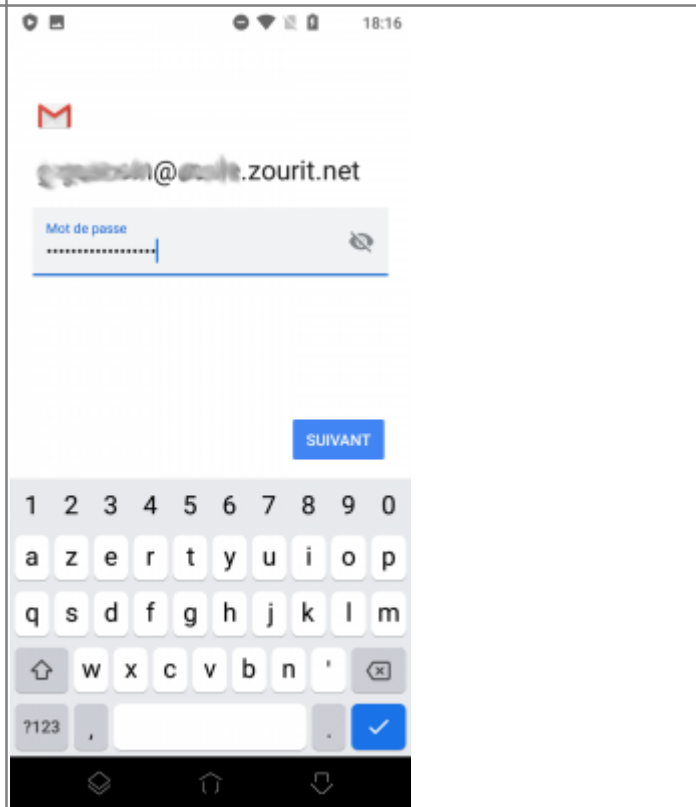 18:16
@ .zourit.net
Mot de passe
SUIVANT
1 2 3 4 5 6 7 8 9 0
a z e r t y u i o p
q s d f g h j k l m
w x c v b n '
?123 , .